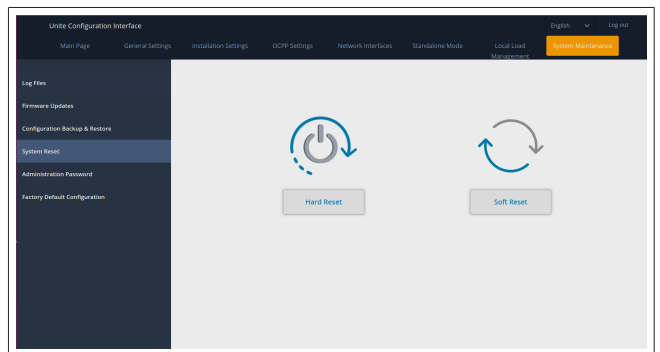 Unite Configuration Interface
English
Log out
Main Page
General Settings
Installation Settings
OCPP Settings
Network Interfaces
Standalone Mode
Local Load
Management
System Maintenance
Log Files
Firmware Updates
Configuration Backup & Restore
System Reset
Administration Password
Factory Default Configuration
Hard Reset
Soft Reset